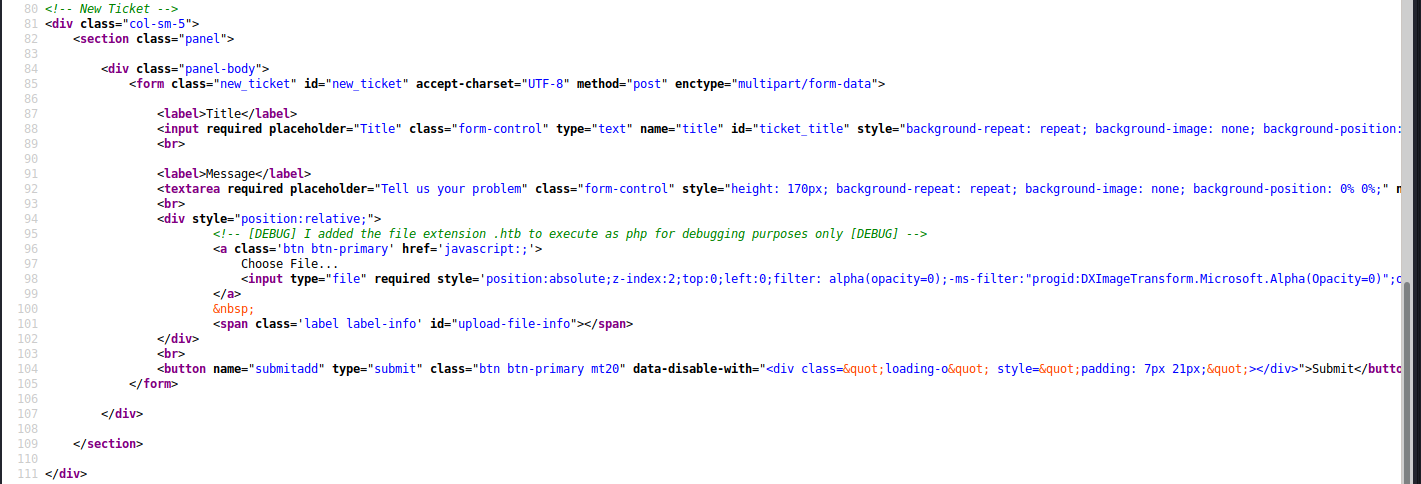 80 <!-- New Ticket -->
81 <div class="col-sm-5">
82     <section class="panel">
83
84         <div class="panel-body">
85             <form class="new_ticket" id="new_ticket" accept-charset="UTF-8" method="post" enctype="multipart/form-data">
86
87                 <label>Title</label>
88                 <input required placeholder="Title" class="form-control" type="text" name="title" id="ticket_title" style="background-repeat: repeat; background-image: none; background-position:
89                 <br>
90
91                 <label>Message</label>
92                 <textarea required placeholder="Tell us your problem" class="form-control" style="height: 170px; background-repeat: repeat; background-image: none; background-position: 0% 0%;" n
93                 <br>
94                 <div style="position:relative;">
95                         <!-- [DEBUG] I added the file extension .htb to execute as php for debugging purposes only [DEBUG] -->
96                         <a class='btn btn-primary' href='javascript:;'>
97                             Choose File...
98                             <input type="file" required style='position:absolute;z-index:2;top:0;left:0;filter: alpha(opacity=0);-ms-filter:"progid:DXImageTransform.Microsoft.Alpha(Opacity=0)";
99                         </a>
100                         &nbsp;
101                         <span class='label label-info' id="upload-file-info"></span>
102                 </div>
103                 <br>
104                 <button name="submitadd" type="submit" class="btn btn-primary mt20" data-disable-with="<div class=&quot;loading-o&quot; style=&quot;padding: 7px 21px;&quot;></div>">Submit</butto
105             </form>
106
107         </div>
108
109     </section>
110
111 </div>